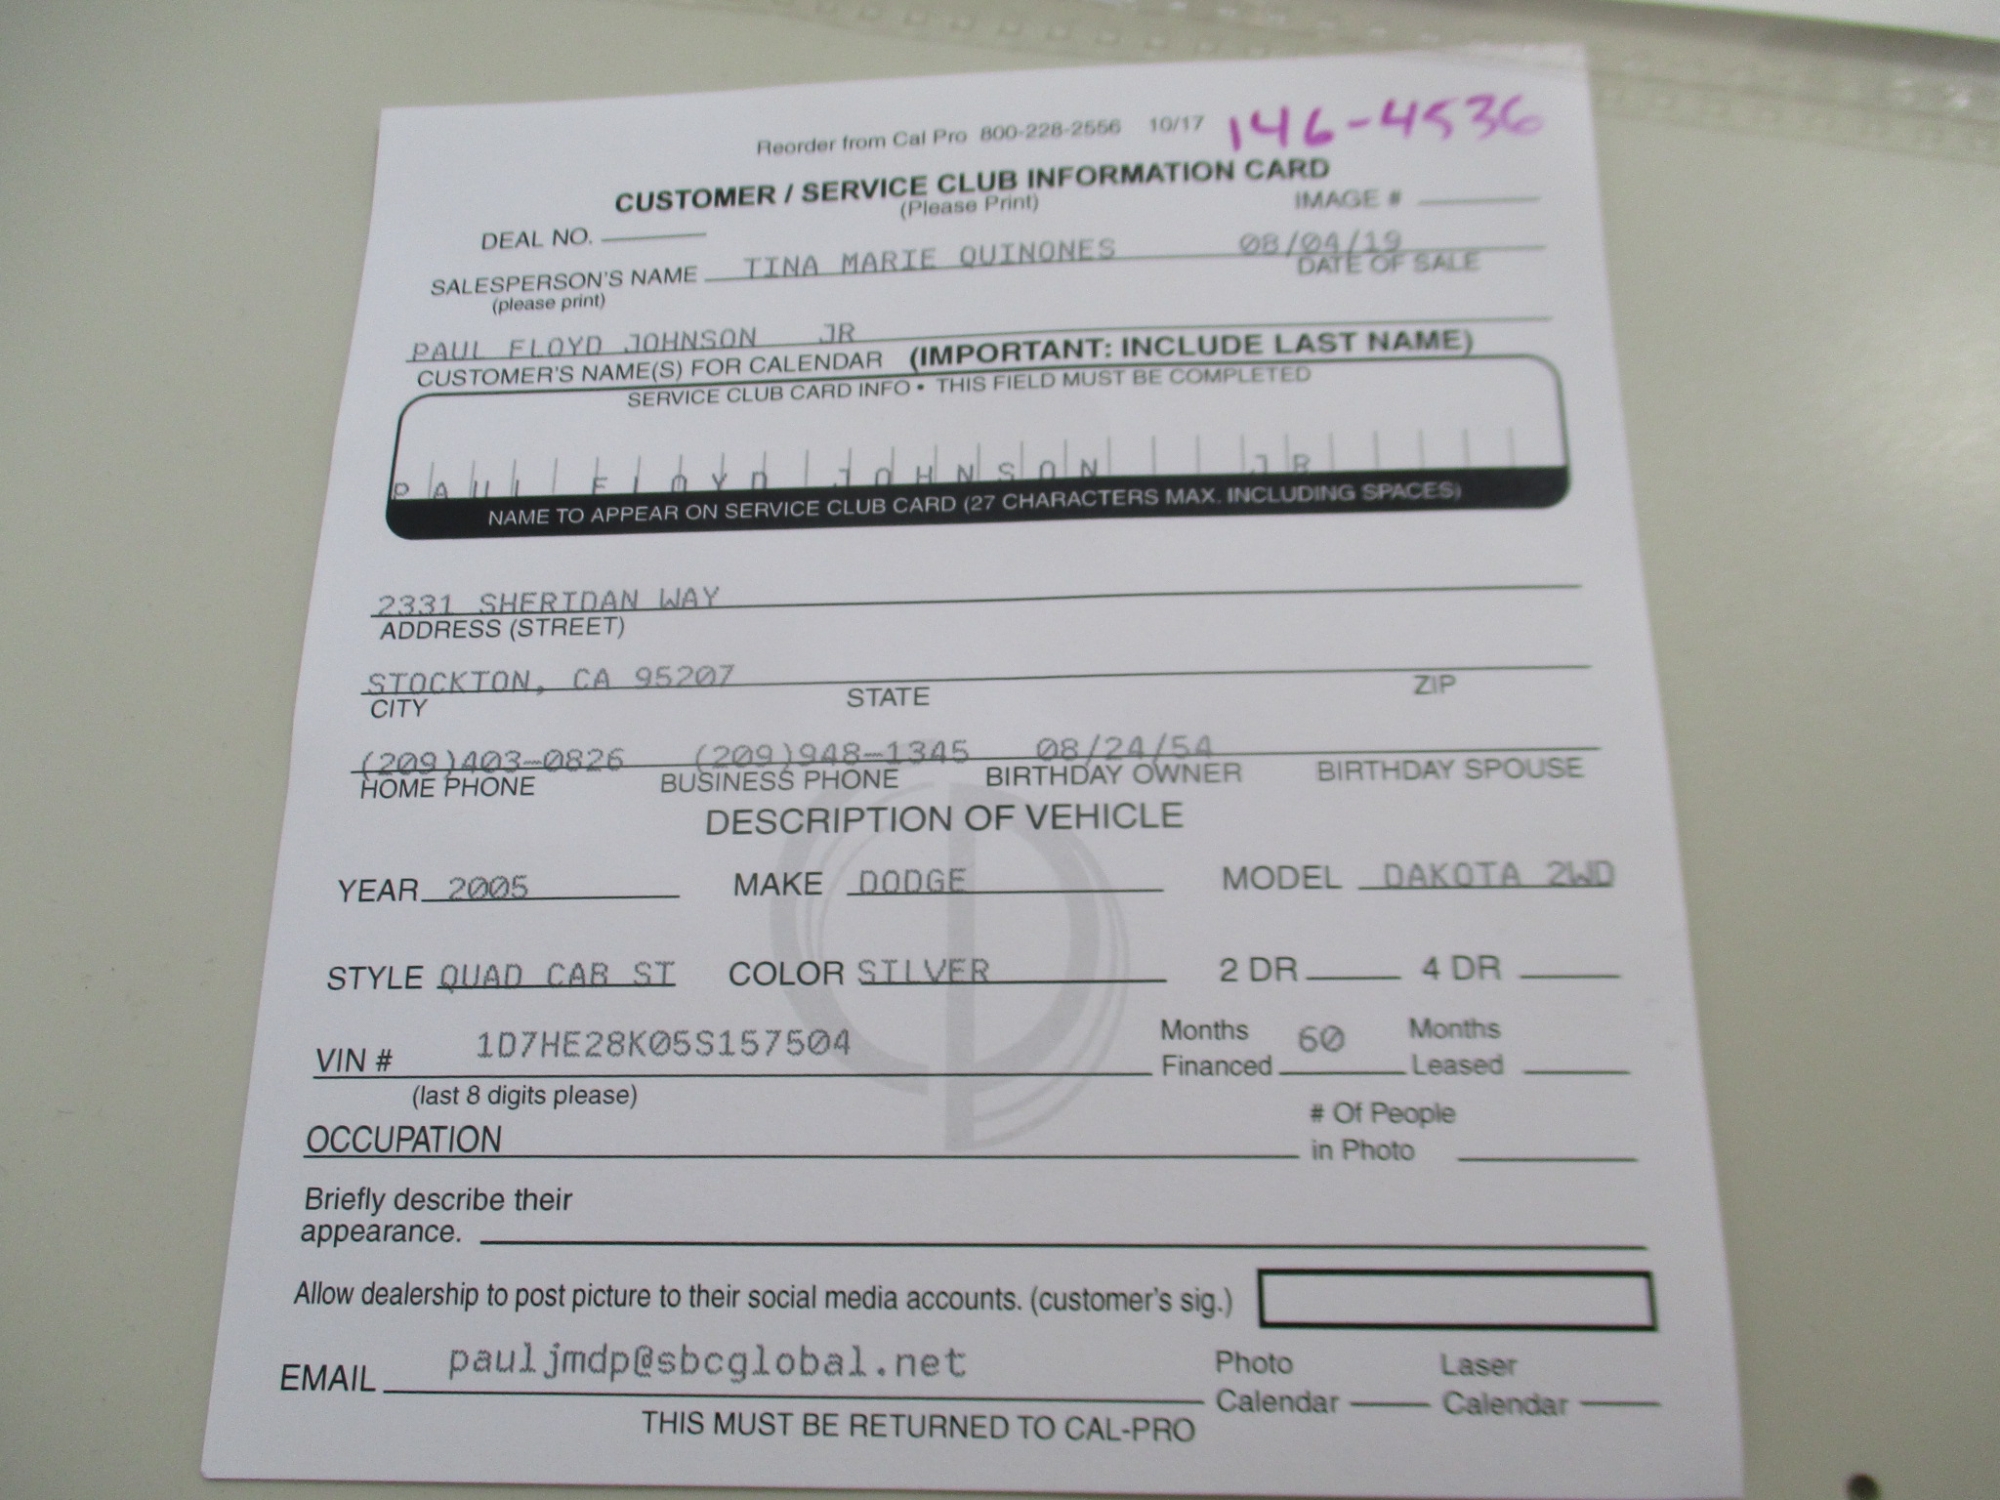 Reorder from Cal Pro 800-228-2556 10/17 146-4536
CUSTOMER / SERVICE CLUB INFORMATION CARD
(Please Print)
IMAGE #
DEAL NO.
SALESPERSON'S NAME TINA MARIE QUINONES 08/04/19
(please print) DATE OF SALE
PAUL FLOYD JOHNSON JR
CUSTOMER'S NAME(S) FOR CALENDAR (IMPORTANT: INCLUDE LAST NAME)
SERVICE CLUB CARD INFO • THIS FIELD MUST BE COMPLETED
PAUL FLOYD JOHNSON JR
NAME TO APPEAR ON SERVICE CLUB CARD (27 CHARACTERS MAX. INCLUDING SPACES)
2331 SHERIDAN WAY
ADDRESS (STREET)
STOCKTON, CA 95207
CITY STATE ZIP
(209)403-0826 (209)948-1345 08/24/54
HOME PHONE BUSINESS PHONE BIRTHDAY OWNER BIRTHDAY SPOUSE
DESCRIPTION OF VEHICLE
YEAR 2005 MAKE DODGE MODEL DAKOTA 2WD
STYLE QUAD CAB ST COLOR SILVER 2 DR 4 DR
VIN # 1D7HE28K05S157504 Months Financed 60 Months Leased
(last 8 digits please)
OCCUPATION # Of People in Photo
Briefly describe their
appearance.
Allow dealership to post picture to their social media accounts. (customer's sig.)
EMAIL pauljmdp@sbcglobal.net Photo Calendar Laser Calendar
THIS MUST BE RETURNED TO CAL-PRO